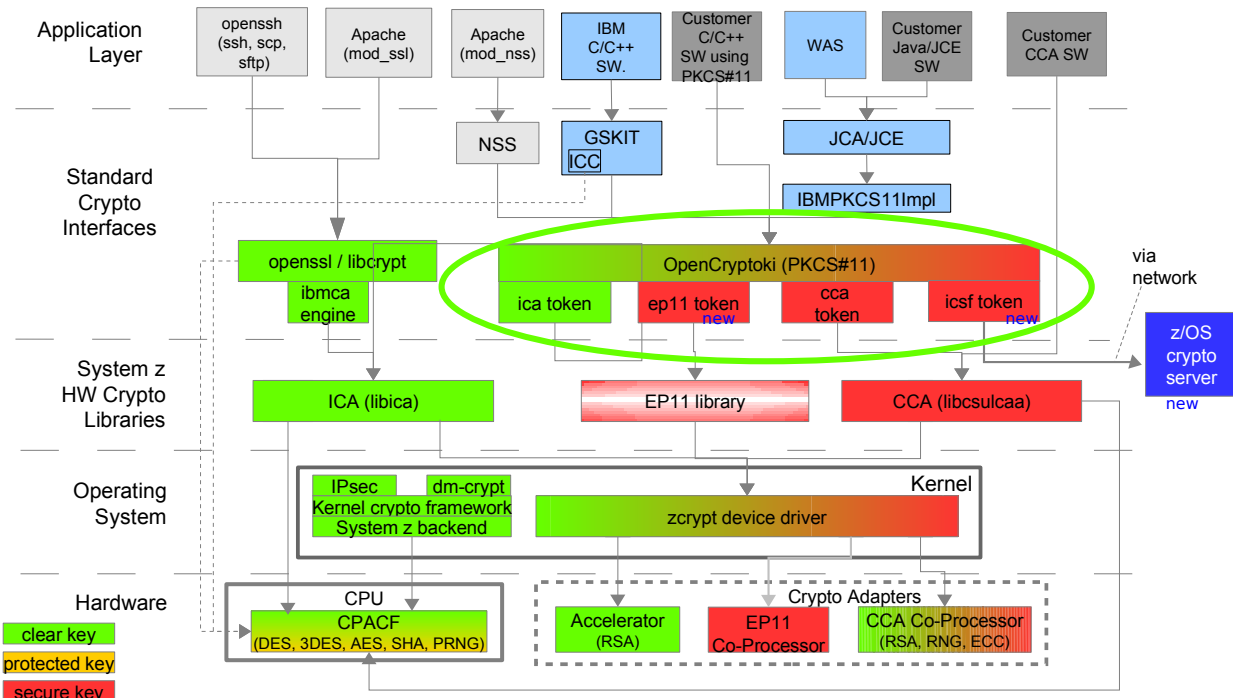 Application
Layer
openssh
(ssh, scp,
sftp)
Apache
(mod_ssl)
Apache
(mod_nss)
IBM
C/C++
SW.
Customer
C/C++
SW using
PKCS#11
WAS
Customer
Java/JCE
SW
Customer
CCA SW
Standard
Crypto
Interfaces
NSS
GSKIT
ICC
JCA/JCE
IBMPKCS11Impl
openssl / libcrypt
ibmca
engine
OpenCryptoki (PKCS#11)
ica token
ep11 token
new
cca
token
icsf token
new
via
network
z/OS
crypto
server
new
System z
HW Crypto
Libraries
ICA (libica)
EP11 library
CCA (libcsulcaa)
Operating
System
IPsec
dm-crypt
Kernel crypto framework
System z backend
Kernel
zcrypt device driver
Hardware
CPU
CPACF
(DES, 3DES, AES, SHA, PRNG)
Crypto Adapters
Accelerator
(RSA)
EP11
Co-Processor
CCA Co-Processor
(RSA, RNG, ECC)
clear key
protected key
secure key